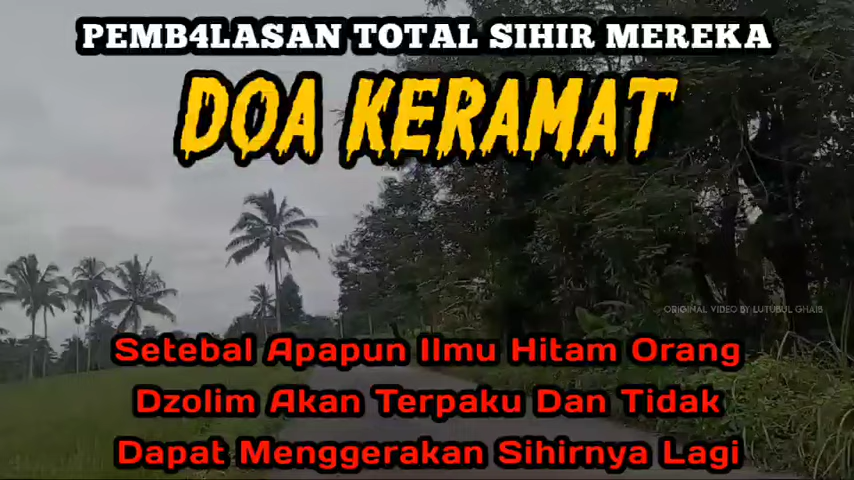 PEMB4LASAN TOTAL SIHIR MEREKA
DOA KERAMAT
ORIGINAL VIDEO BY LUTUBUL GHAIB
Setebal Apapun Ilmu Hitam Orang
Dzolim Akan Terpaku Dan Tidak
Dapat Menggerakan Sihirnya Lagi